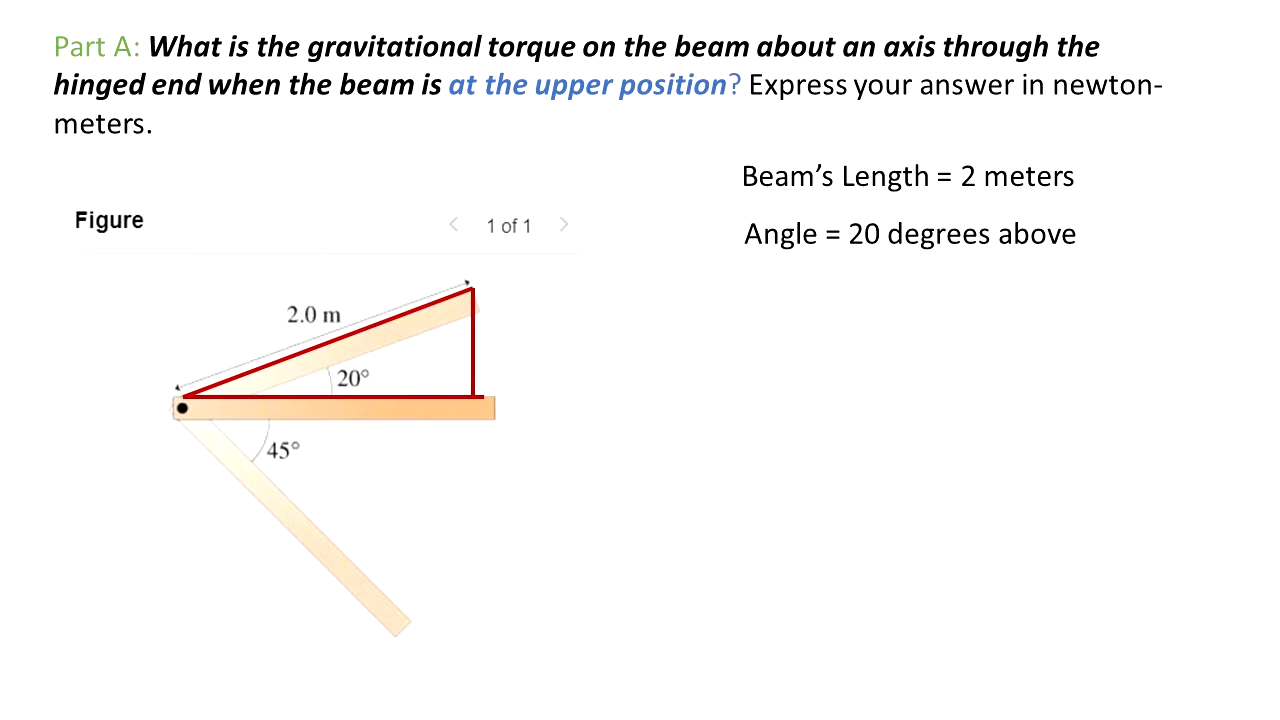 Part A: What is the gravitational torque on the beam about an axis through the
hinged end when the beam is at the upper position? Express your answer in newton-
meters.
Beam’s Length = 2 meters
Angle = 20 degrees above
Figure
1 of 1
2.0 m
20°
45°